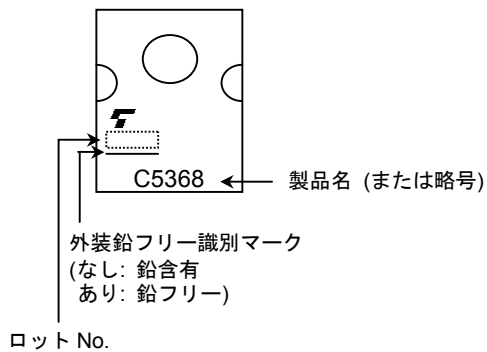 C5368
製品名 (または略号)
外装鉛フリー識別マーク
(なし: 鉛含有
あり: 鉛フリー)
ロット No.